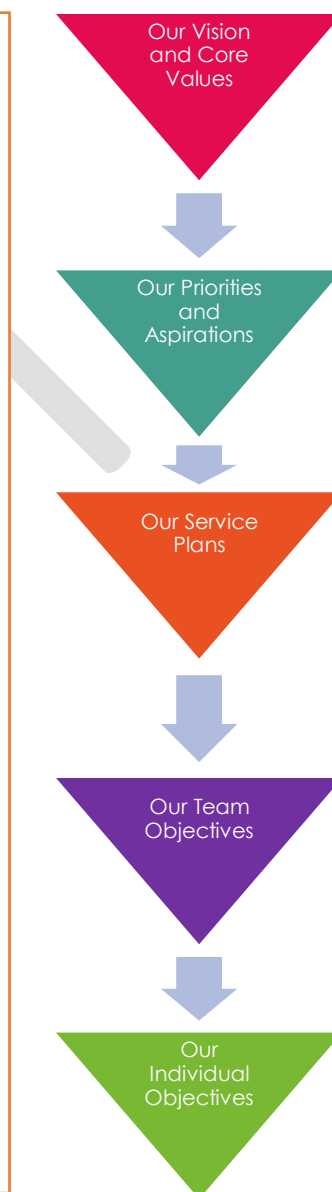 Our Vision
and Core
Values
Our Priorities
and
Aspirations
Our Service
Plans
Our Team
Objectives
Our
Individual
Objectives